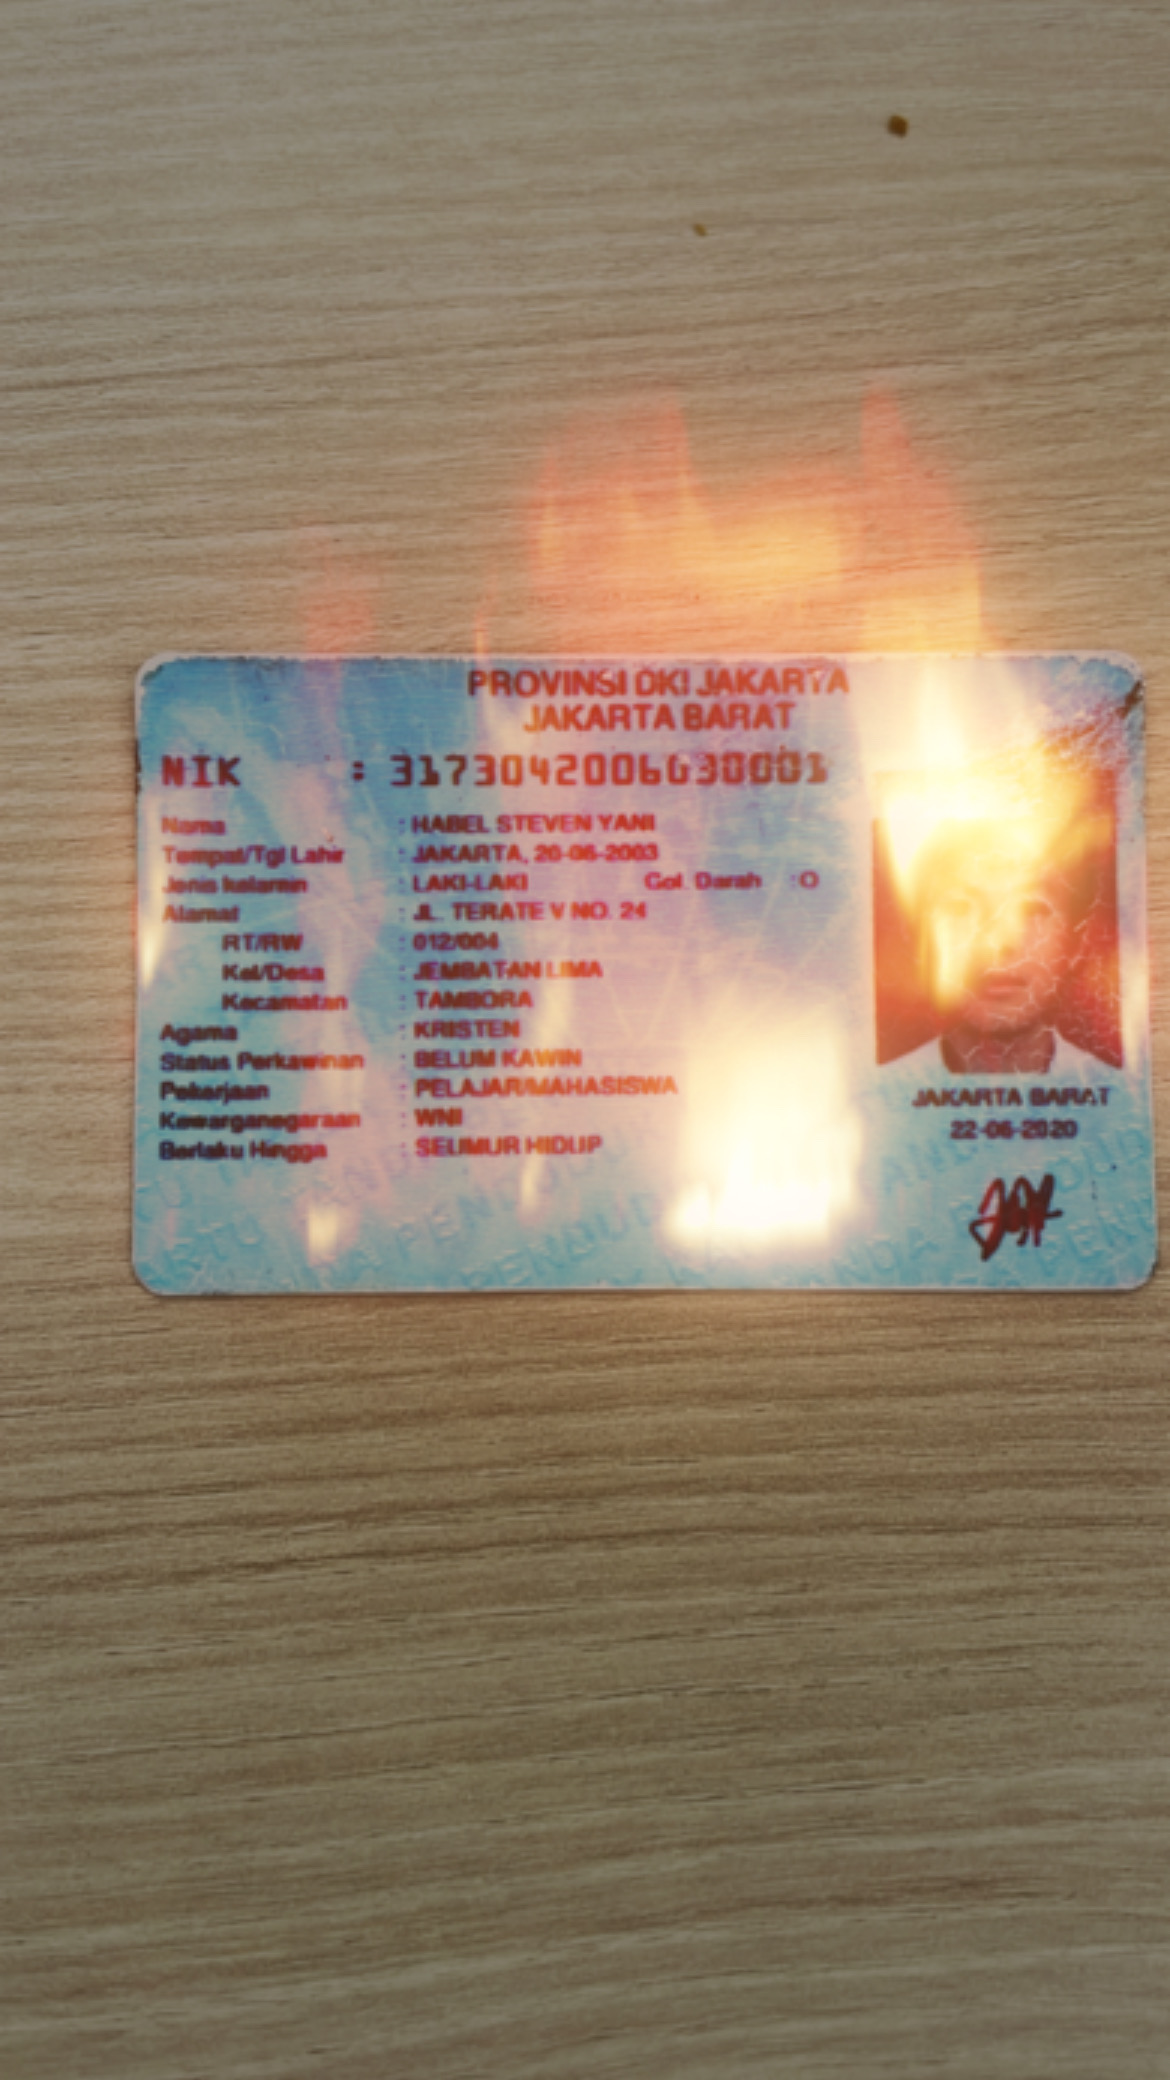 PROVINSI DKI JAKARTA
JAKARTA BARAT
NIK : 3173042006030001
Nama : HABEL STEVEN YANI
Tempat/Tgl Lahir : JAKARTA, 20-06-2003
Jenis kelamin : LAKI-LAKI Gol. Darah : O
Alamat : JL. TERATE V NO. 24
RT/RW : 012/004
Kel/Desa : JEMBATAN LIMA
Kecamatan : TAMBORA
Agama : KRISTEN
Status Perkawinan : BELUM KAWIN
Pekerjaan : PELAJAR/MAHASISWA
Kewarganegaraan : WNI
Berlaku Hingga : SEUMUR HIDUP
JAKARTA BARAT
22-06-2020